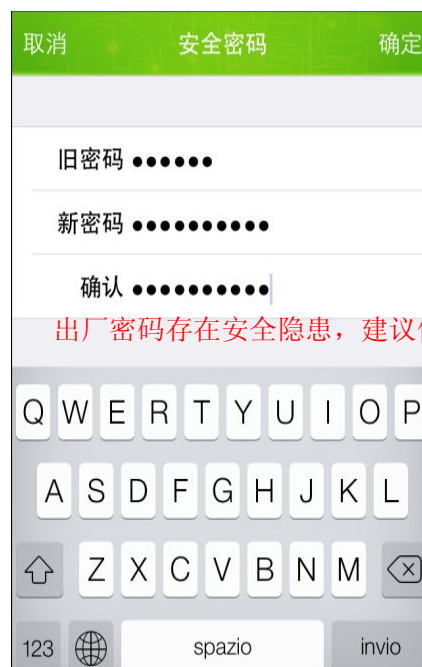 取消 安全密码 确定
旧密码 ●●●●●●
新密码 ●●●●●●●●●●
确认 ●●●●●●●●●●
出厂密码存在安全隐患，建议
Q W E R T Y U I O P
A S D F G H J K L
Z X C V B N M
123 spazio invio